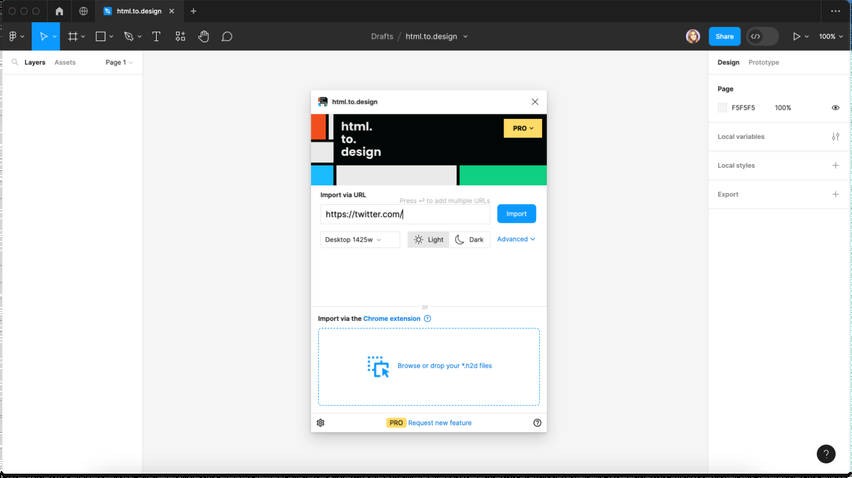 html.to.design
Drafts / html.to.design
Share
100%
Layers Assets Page 1
Design Prototype
Page
F5F5F5 100%
Local variables
Local styles
Export
html.to.design
html.
to.
design
PRO
Import via URL
Press ⏎ to add multiple URLs
https://twitter.com/
Import
Desktop 1425w
Light Dark
Advanced
or
Import via the Chrome extension
Browse or drop your *.h2d files
PRO Request new feature